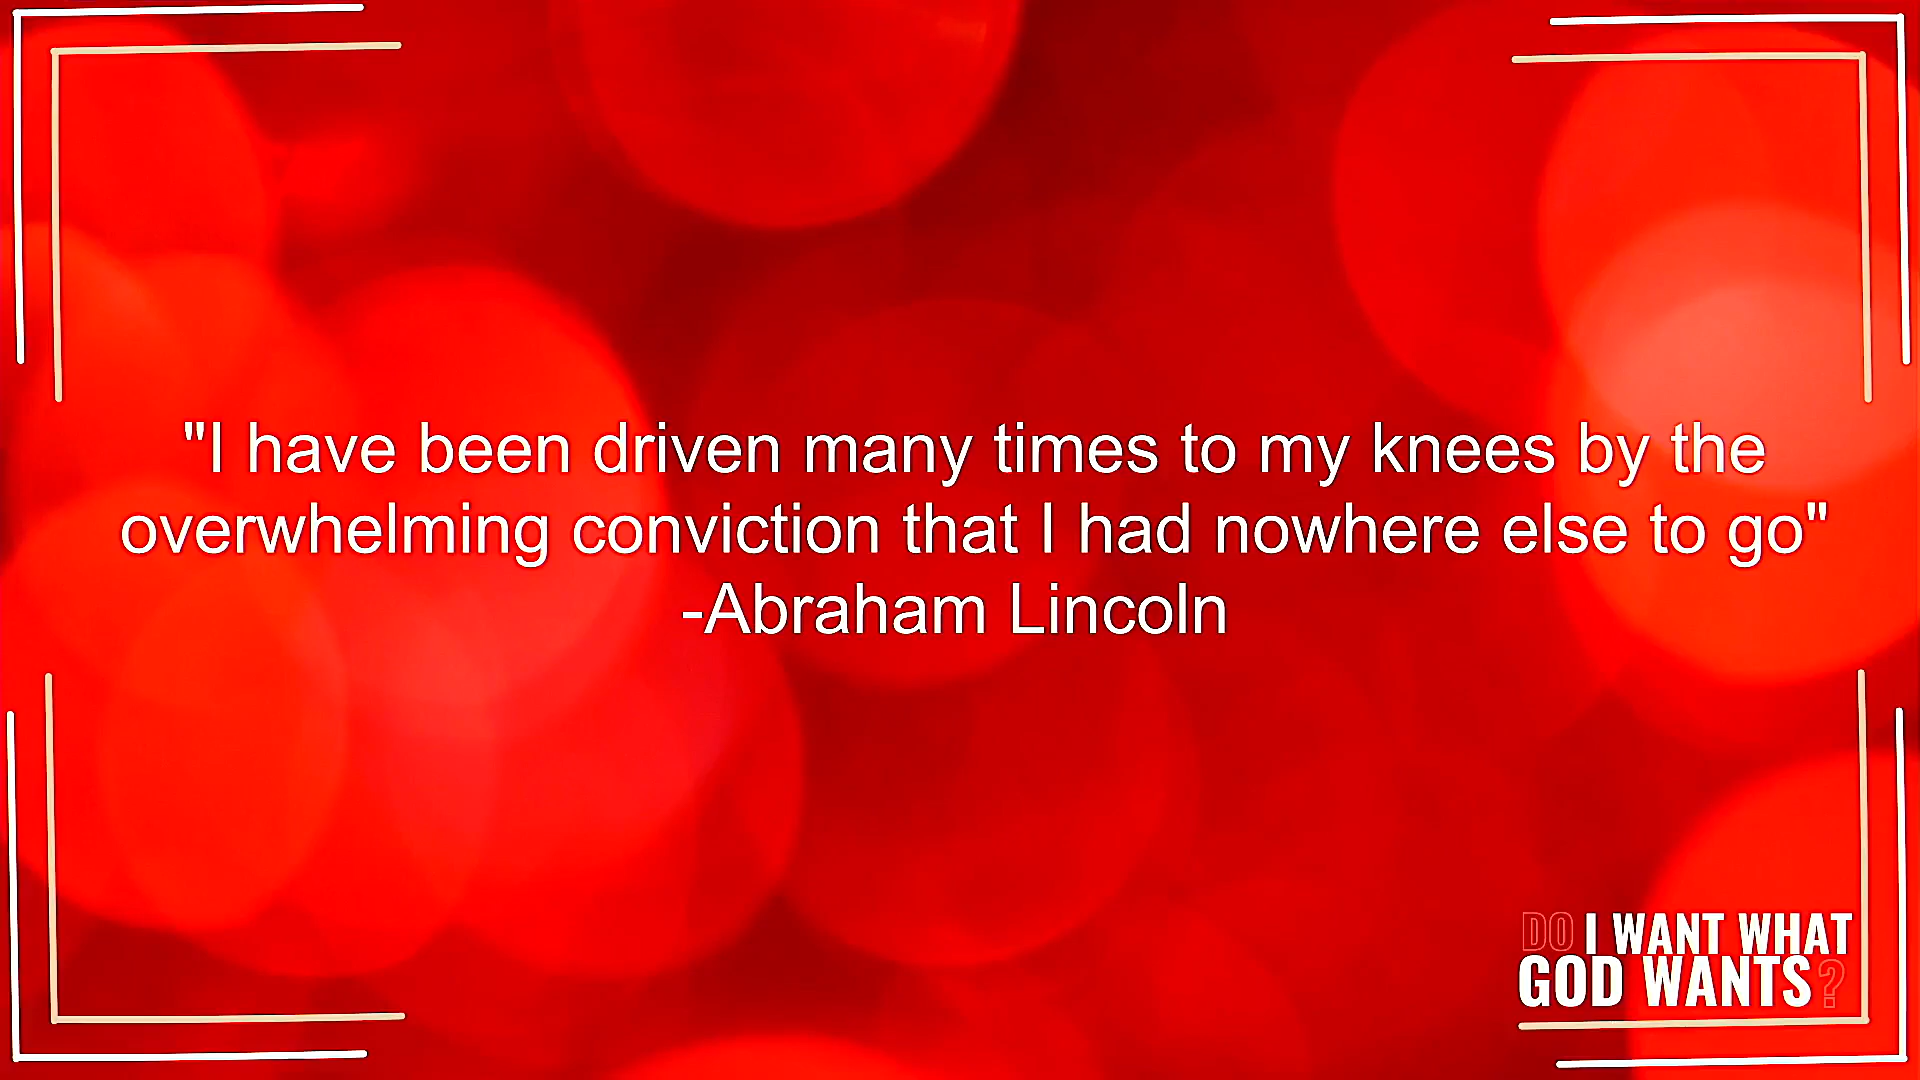 "I have been driven many times to my knees by the
overwhelming conviction that I had nowhere else to go"
-Abraham Lincoln
DO I WANT WHAT
GOD WANTS?